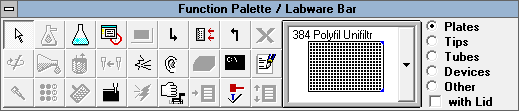 Function Palette / Labware Bar
384 Polyfil Unifiltr
Plates
Tips
Tubes
Devices
Other
with Lid